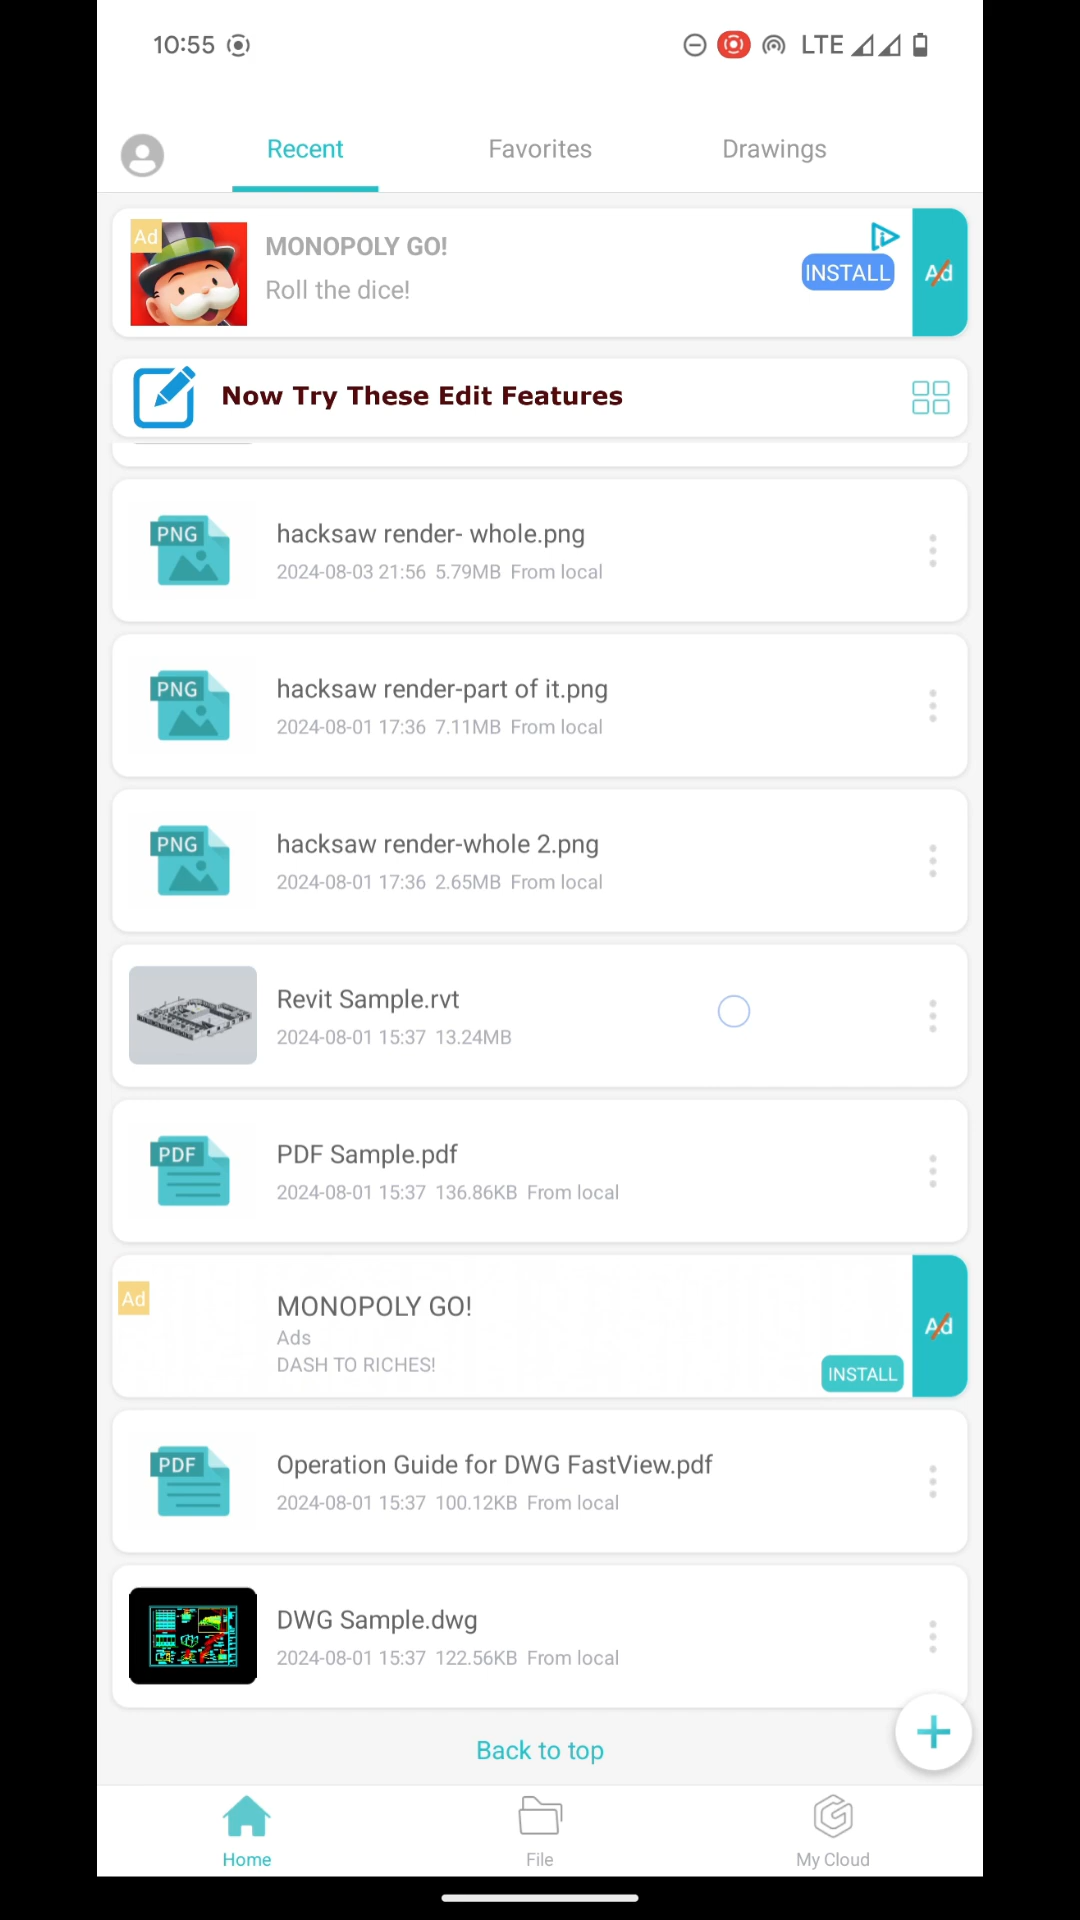 10:55 LTE
Recent Favorites Drawings
Ad
MONOPOLY GO!
Roll the dice!
INSTALL
Ad
Now Try These Edit Features
PNG
hacksaw render- whole.png
2024-08-03 21:56 5.79MB From local
PNG
hacksaw render-part of it.png
2024-08-01 17:36 7.11MB From local
PNG
hacksaw render-whole 2.png
2024-08-01 17:36 2.65MB From local
Revit Sample.rvt
2024-08-01 15:37 13.24MB
PDF
PDF Sample.pdf
2024-08-01 15:37 136.86KB From local
Ad
MONOPOLY GO!
Ads
DASH TO RICHES!
INSTALL
Ad
PDF
Operation Guide for DWG FastView.pdf
2024-08-01 15:37 100.12KB From local
DWG Sample.dwg
2024-08-01 15:37 122.56KB From local
Back to top
Home File My Cloud